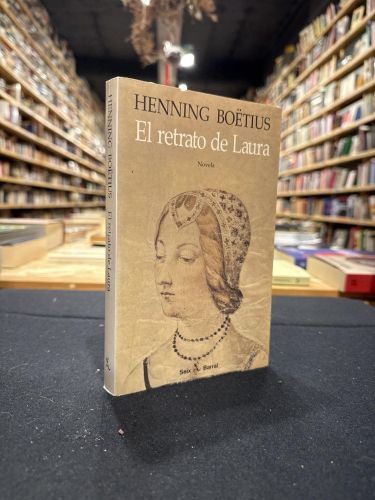 HENNING BOËTIUS
El retrato de Laura
Novela
Seix Barral
HENNING BOËTIUS El retrato de Laura